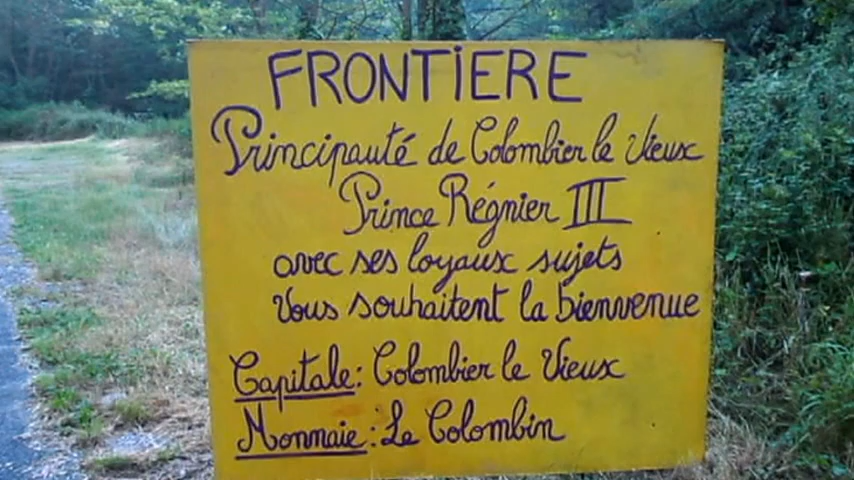 FRONTIERE
Principauté de Colombier le Vieux
Prince Régnier III
avec ses loyaux sujets
Vous souhaitent la bienvenue
Capitale: Colombier le Vieux
Monnaie: Le Colombin